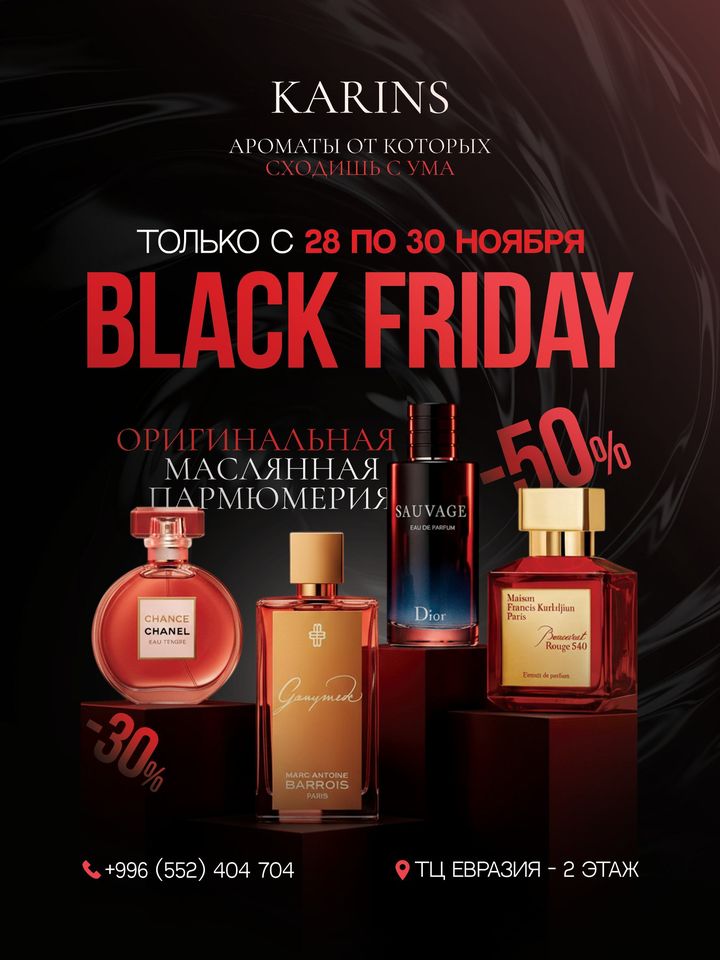 KARINS
АРОМАТЫ ОТ КОТОРЫХ
СХОДИШЬ С УМА
ТОЛЬКО С 28 ПО 30 НОЯБРЯ
BLACK FRIDAY
ОРИГИНАЛЬНАЯ
МАСЛЯННАЯ
ПАРМЮМЕРИЯ
-50%
SAUVAGE
EAU DE PARFUM
Dior
CHANCE
CHANEL
EAU TENDRE
Ganymede
MARC-ANTOINE
BARROIS
PARIS
Maison
Francis Kurkdjian
Paris
Baccarat
Rouge 540
Extrait de parfum
-30%
+996 (552) 404 704
ТЦ ЕВРАЗИЯ - 2 ЭТАЖ